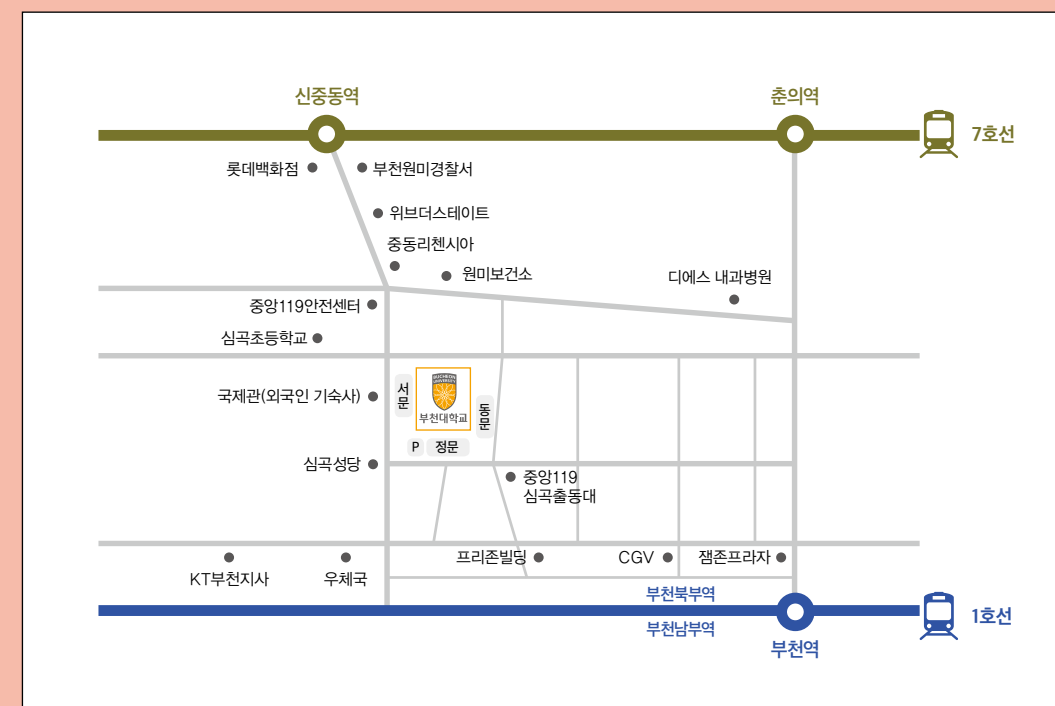 신중동역
춘의역
7호선
롯데백화점
부천원미경찰서
위브더스테이트
중동리첸시아
원미보건소
디에스 내과병원
중앙119안전센터
심곡초등학교
국제관(외국인 기숙사)
서문
BUCHEON
UNIVERSITY
부천대학교
동문
P
정문
심곡성당
중앙119
심곡출동대
프리존빌딩
CGV
잼존프라자
KT부천지사
우체국
부천북부역
부천남부역
1호선
부천역